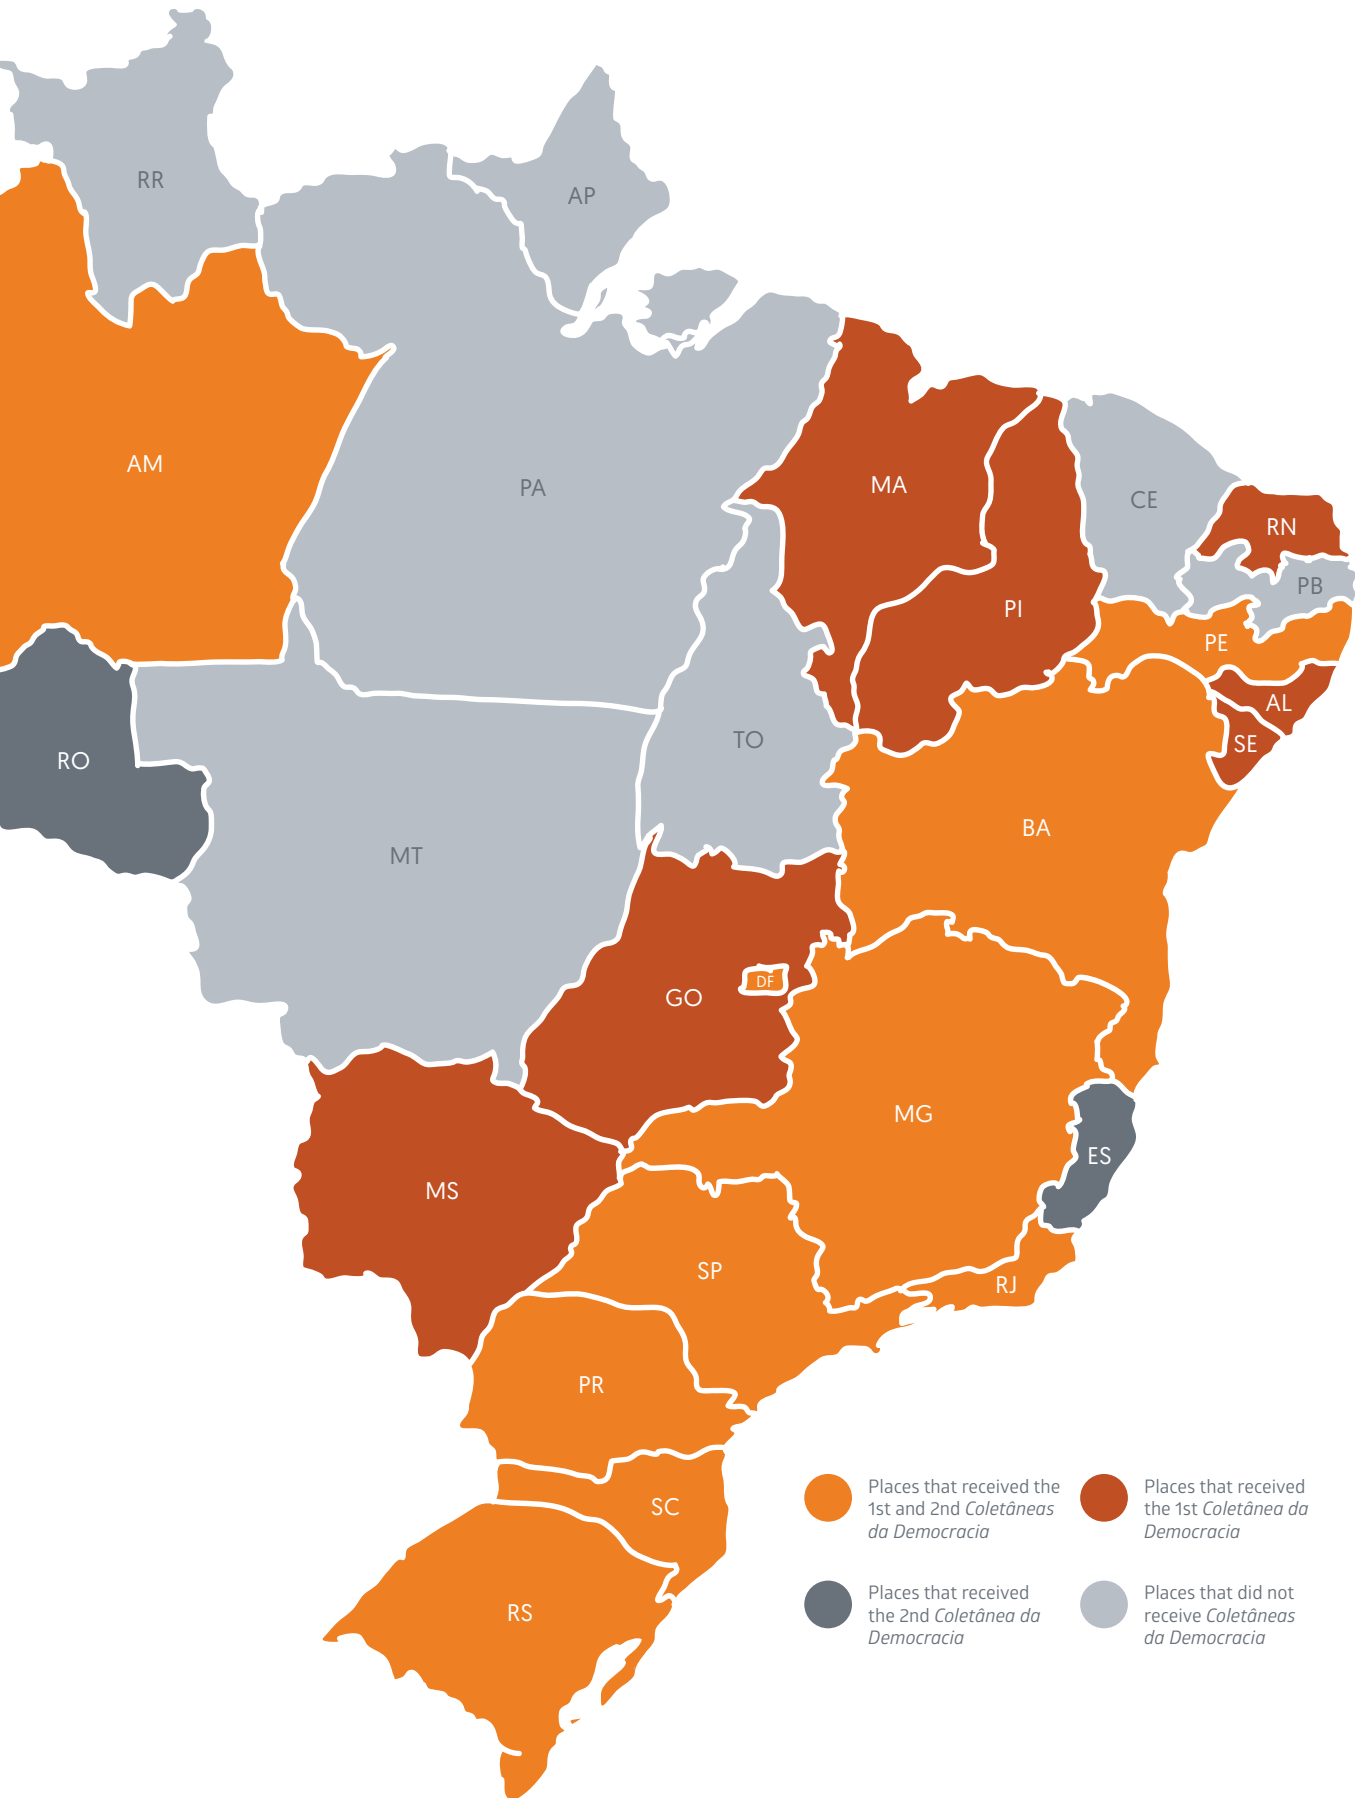 RR
AP
AM
PA
MA
CE
RN
PB
PI
PE
AL
SE
TO
RO
BA
MT
DF
GO
MG
ES
MS
SP
RJ
PR
SC
RS
Places that received the
1st and 2nd Coletâneas
da Democracia
Places that received
the 1st Coletânea da
Democracia
Places that received
the 2nd Coletânea da
Democracia
Places that did not
receive Coletâneas
da Democracia